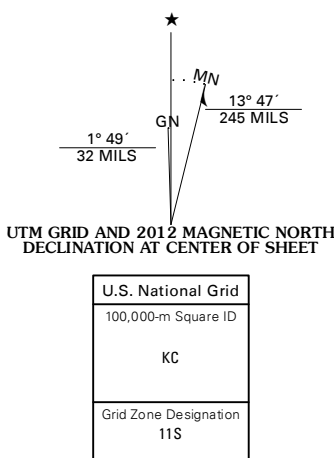 ★
MN
GN
13° 47´
245 MILS
1° 49´
32 MILS
UTM GRID AND 2012 MAGNETIC NORTH
DECLINATION AT CENTER OF SHEET
U.S. National Grid
100,000-m Square ID
KC
Grid Zone Designation
11S